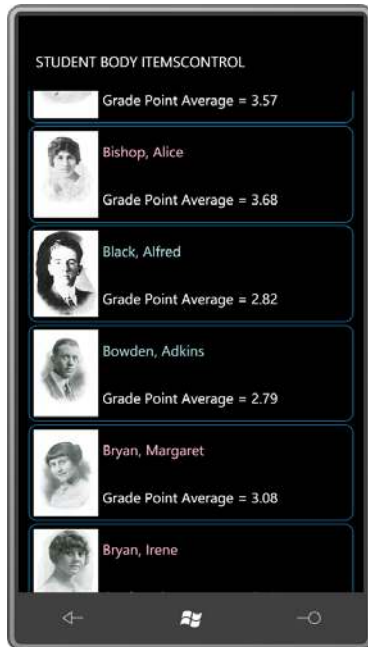 STUDENT BODY ITEMSCONTROL
Grade Point Average = 3.57
Bishop, Alice
Grade Point Average = 3.68
Black, Alfred
Grade Point Average = 2.82
Bowden, Adkins
Grade Point Average = 2.79
Bryan, Margaret
Grade Point Average = 3.08
Bryan, Irene